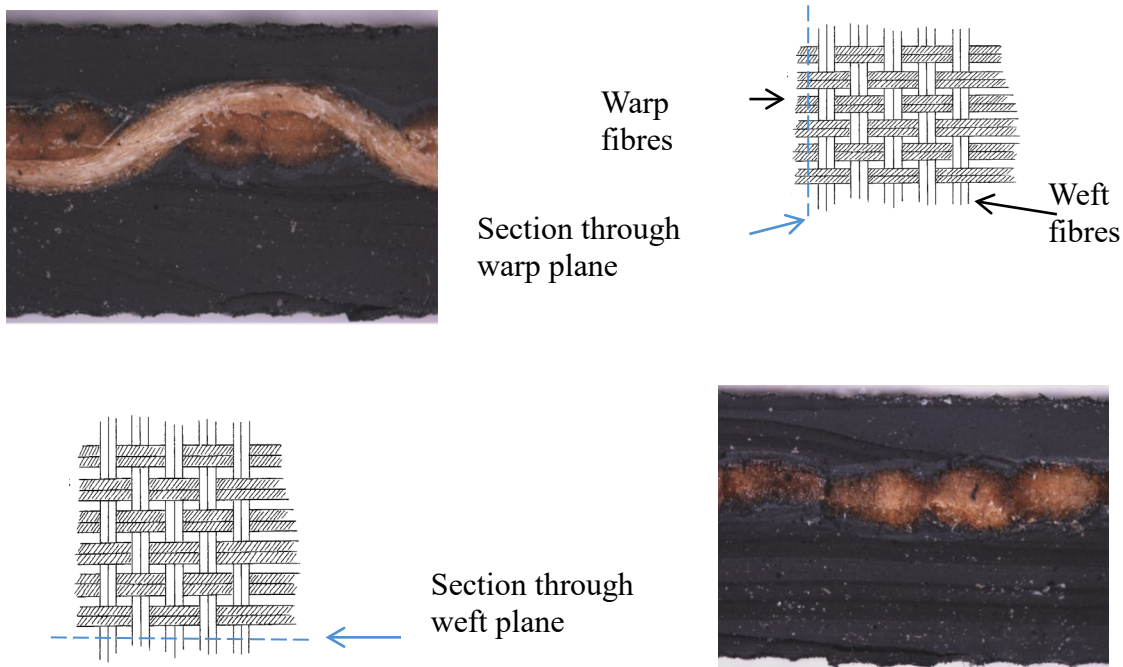 Warp
fibres
Section through
warp plane
Weft
fibres
Section through
weft plane